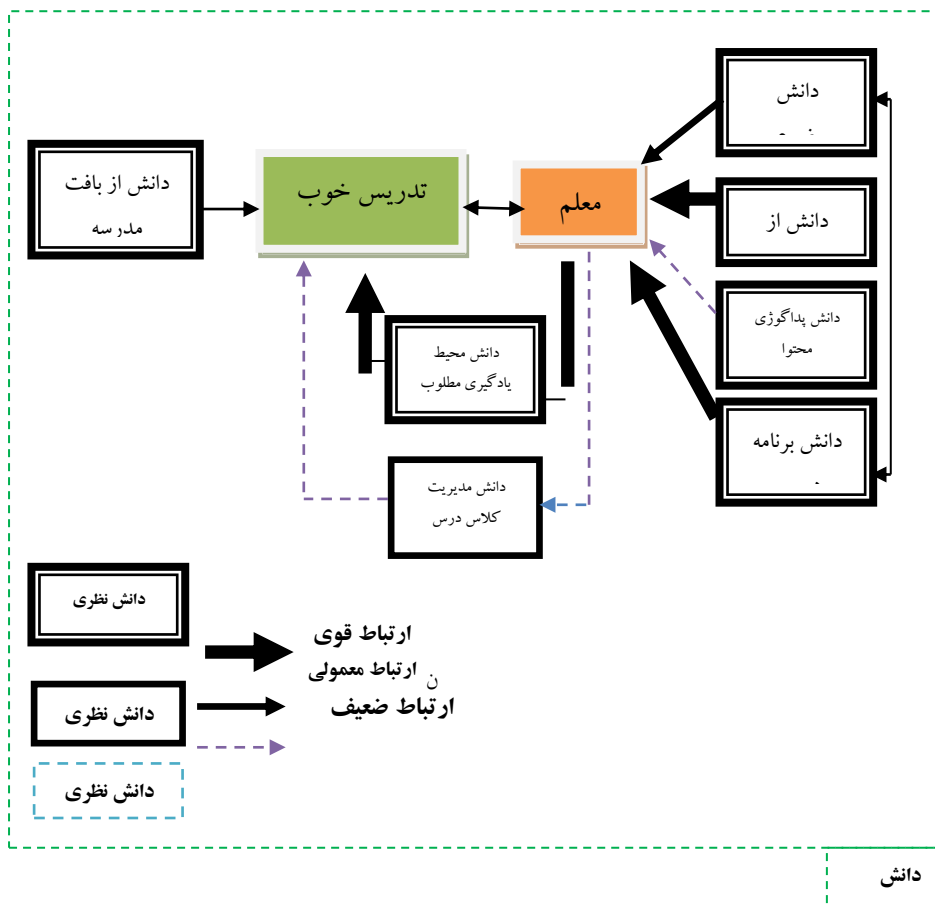 دانش
دانش از بافت
مدرسه
تدریس خوب
معلم
دانش از
دانش پداگوژی
محتوا
دانش محیط
یادگیری مطلوب
دانش برنامه
دانش مدیریت
کلاس درس
دانش نظری
ارتباط قوی
ارتباط معمولی
ن
ارتباط ضعیف
دانش نظری
دانش نظری
دانش